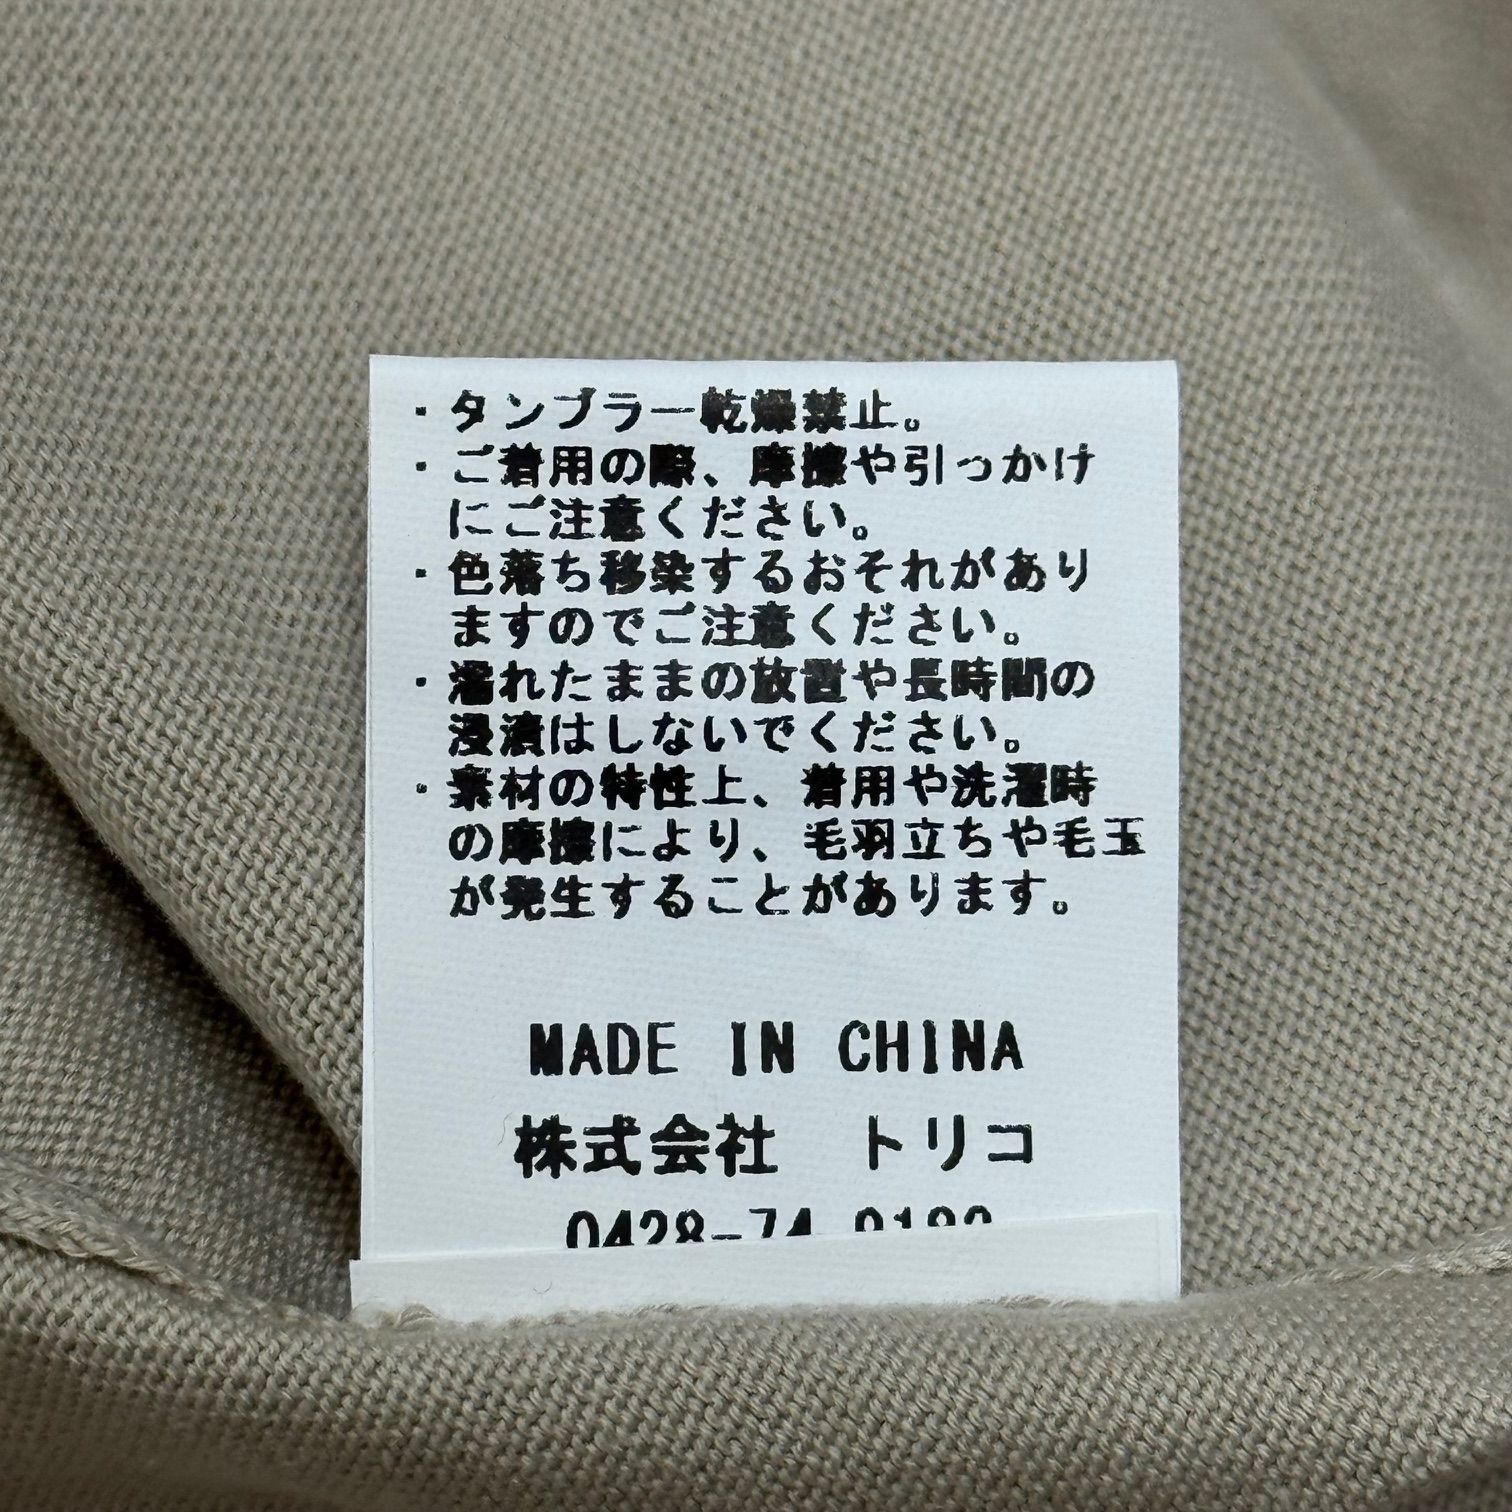 ・タンブラー乾燥禁止。
・ご着用の際、摩擦や引っかけ
にご注意ください。
・色落ち移染するおそれがあり
ますのでご注意ください。
・濡れたままの放置や長時間の
浸漬はしないでください。
・素材の特性上、着用や洗濯時
の摩擦により、毛羽立ちや毛玉
が発生することがあります。
MADE IN CHINA
株式会社 トリコ